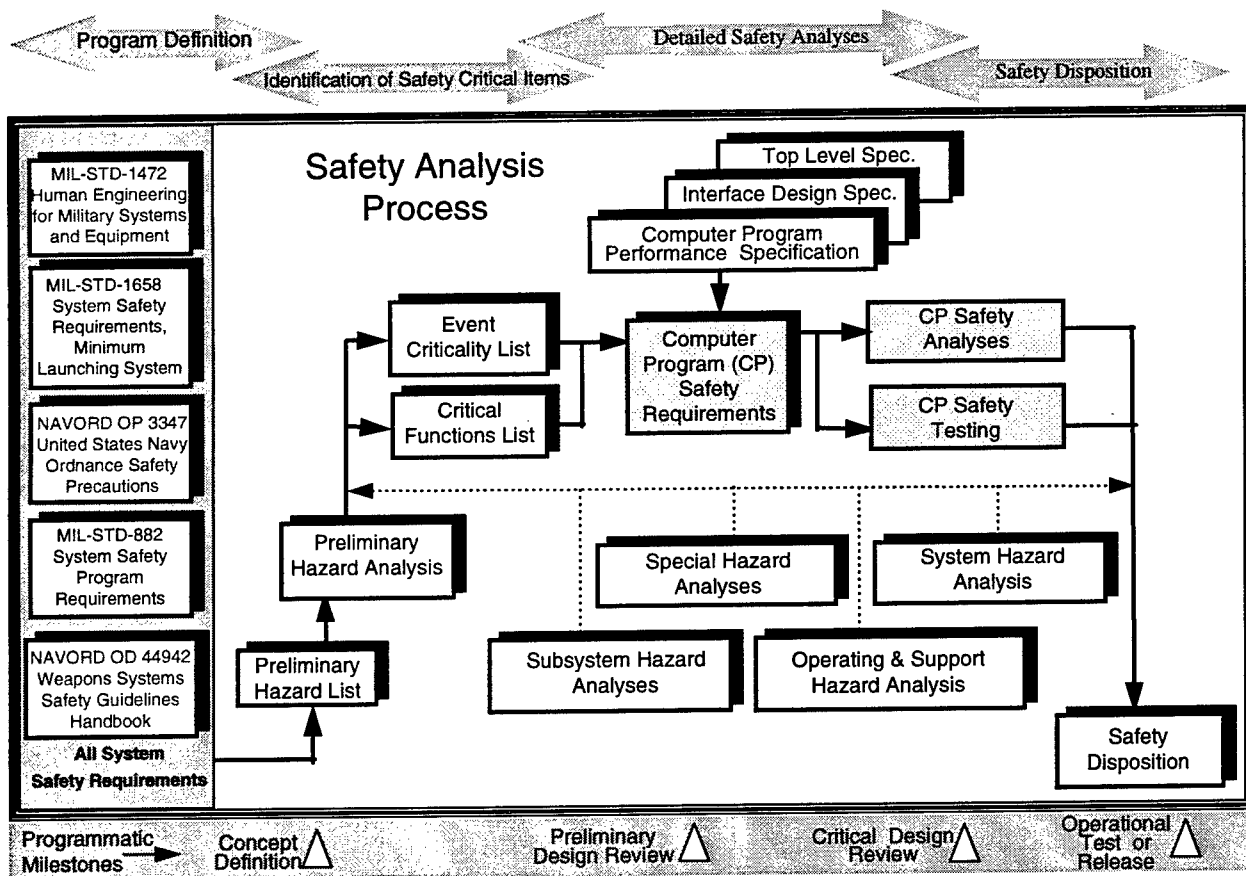 Program Definition
Detailed Safety Analyses
Identification of Safety Critical Items
Safety Disposition
Safety Analysis
Process
MIL-STD-1472
Human Engineering
for Military Systems
and Equipment
MIL-STD-1658
System Safety
Requirements,
Minimum
Launching System
NAVORD OP 3347
United States Navy
Ordnance Safety
Precautions
MIL-STD-882
System Safety
Program
Requirements
NAVORD OD 44942
Weapons Systems
Safety Guidelines
Handbook
All System
Safety Requirements
Top Level Spec.
Interface Design Spec.
Computer Program
Performance Specification
Event
Criticality List
Critical
Functions List
Computer
Program (CP)
Safety
Requirements
CP Safety
Analyses
CP Safety
Testing
Preliminary
Hazard Analysis
Preliminary
Hazard List
Special Hazard
Analyses
System Hazard
Analysis
Subsystem Hazard
Analyses
Operating & Support
Hazard Analysis
Safety
Disposition
Programmatic
Milestones
Concept
Definition
Preliminary
Design Review
Critical Design
Review
Operational
Test or
Release